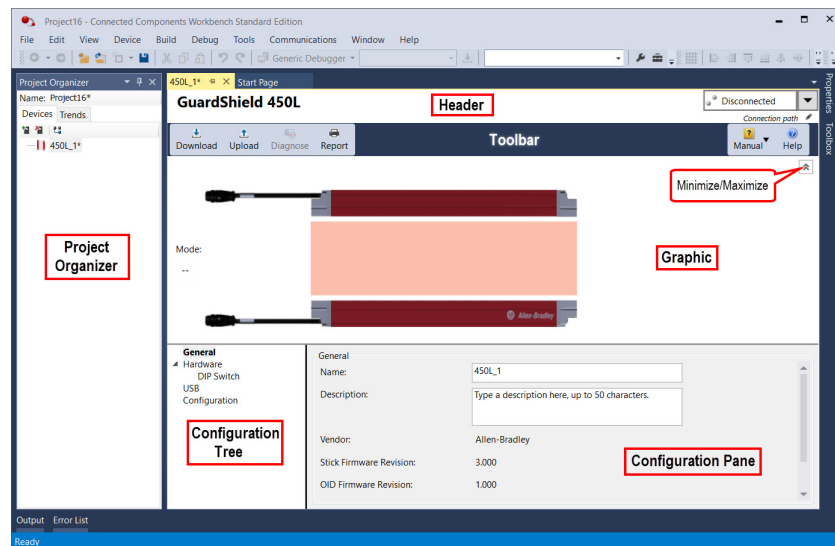 Project16 - Connected Components Workbench Standard Edition
File Edit View Device Build Debug Tools Communications Window Help
Generic Debugger
Project Organizer
450L_1* Start Page
Properties
Toolbox
Name: Project16*
Devices Trends
450L_1*
GuardShield 450L
Header
Disconnected
Connection path
Download Upload Diagnose Report
Toolbar
Manual Help
Minimize/Maximize
Project
Organizer
Mode:
--
Graphic
Allen-Bradley
General
Hardware
DIP Switch
USB
Configuration
Configuration
Tree
General
Name: 450L_1
Description: Type a description here, up to 50 characters.
Vendor: Allen-Bradley
Configuration Pane
Stick Firmware Revision: 3.000
OID Firmware Revision: 1.000
Output Error List
Ready